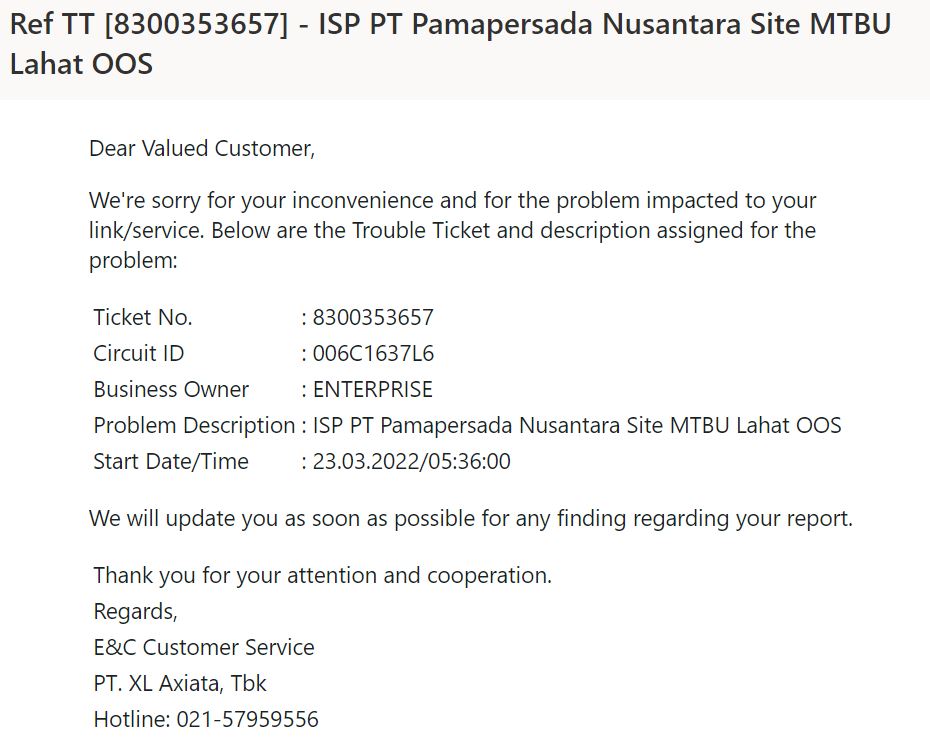 Ref TT [8300353657] - ISP PT Pamapersada Nusantara Site MTBU
Lahat OOS
Dear Valued Customer,
We're sorry for your inconvenience and for the problem impacted to your
link/service. Below are the Trouble Ticket and description assigned for the
problem:
Ticket No. : 8300353657
Circuit ID : 006C1637L6
Business Owner : ENTERPRISE
Problem Description : ISP PT Pamapersada Nusantara Site MTBU Lahat OOS
Start Date/Time : 23.03.2022/05:36:00
We will update you as soon as possible for any finding regarding your report.
Thank you for your attention and cooperation.
Regards,
E&C Customer Service
PT. XL Axiata, Tbk
Hotline: 021-57959556